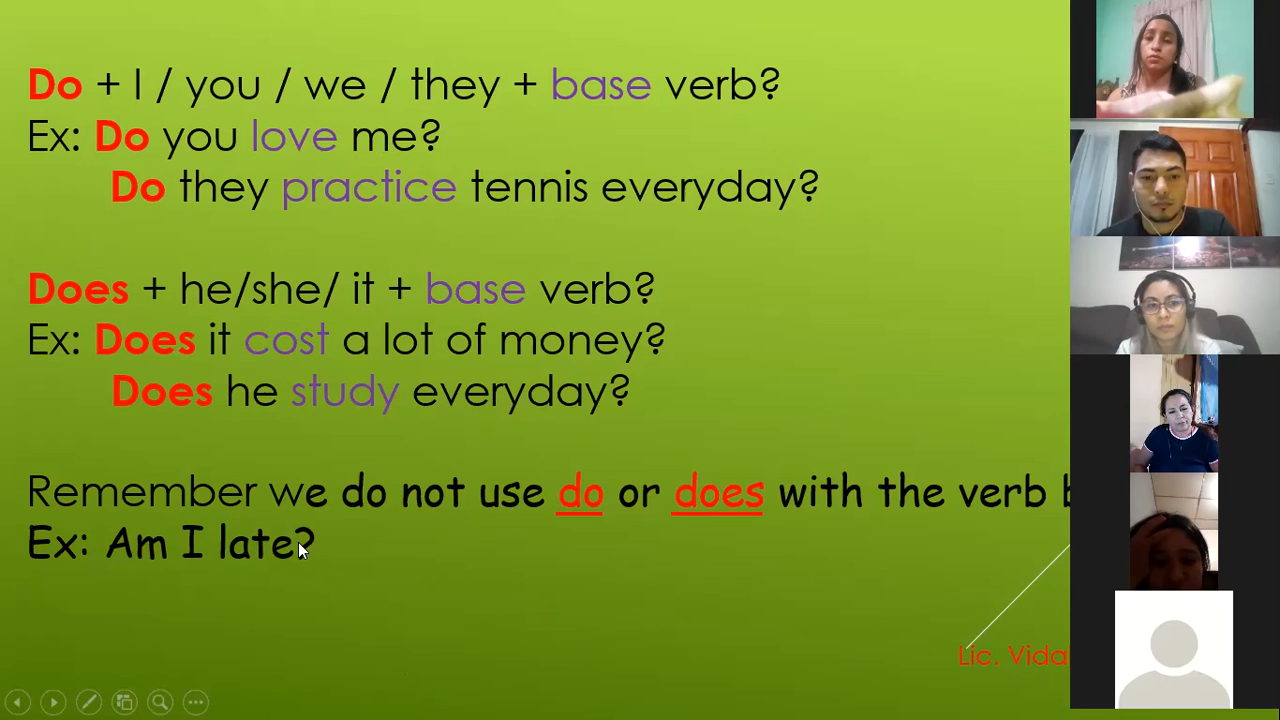 Do + I / you / we / they + base verb?
Ex: Do you love me?
Do they practice tennis everyday?
Does + he/she/ it + base verb?
Ex: Does it cost a lot of money?
Does he study everyday?
Remember we do not use do or does with the verb
Ex: Am I late?
Lic. Vida